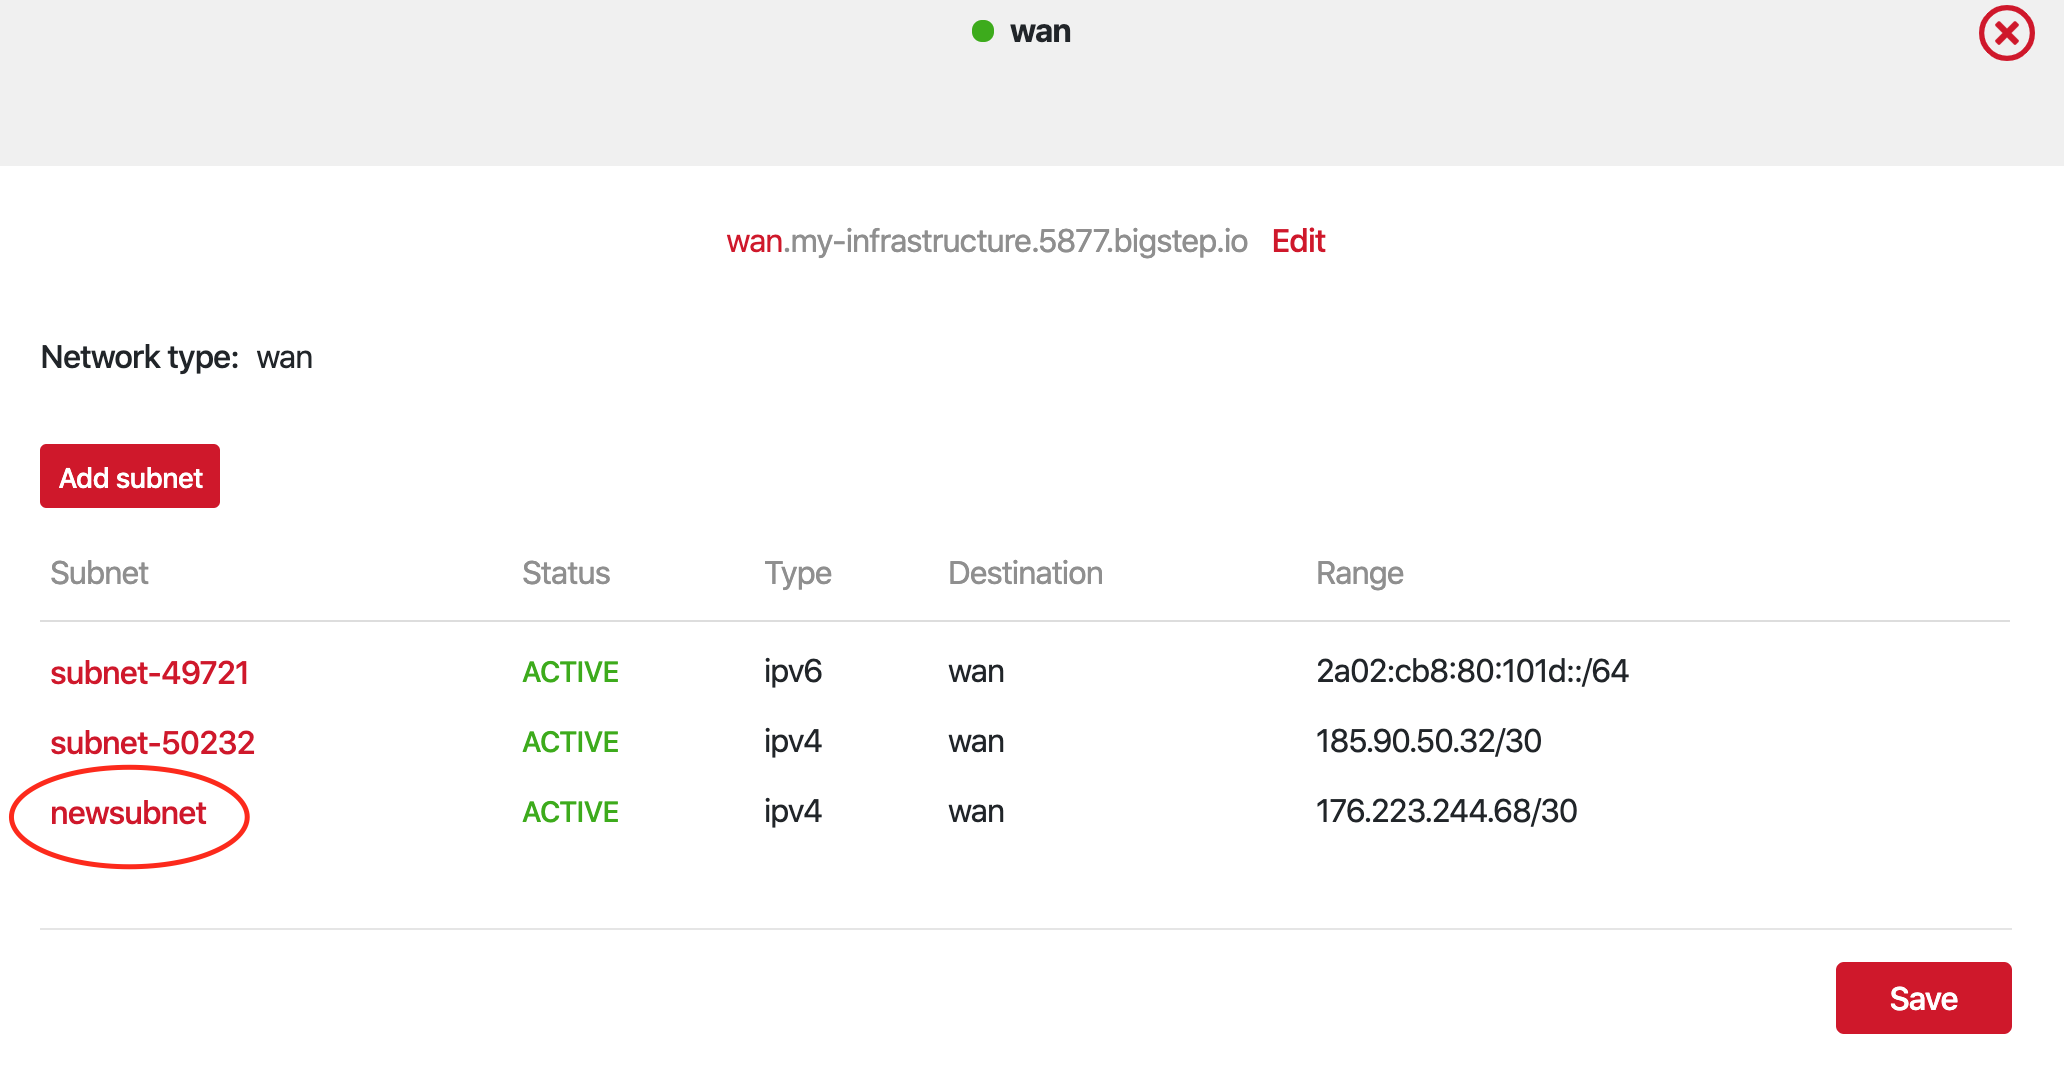 wan
wan.my-infrastructure.5877.bigstep.io Edit
Network type: wan
Add subnet
Subnet Status Type Destination Range
subnet-49721 ACTIVE ipv6 wan 2a02:cb8:80:101d::/64
subnet-50232 ACTIVE ipv4 wan 185.90.50.32/30
newsubnet ACTIVE ipv4 wan 176.223.244.68/30
Save